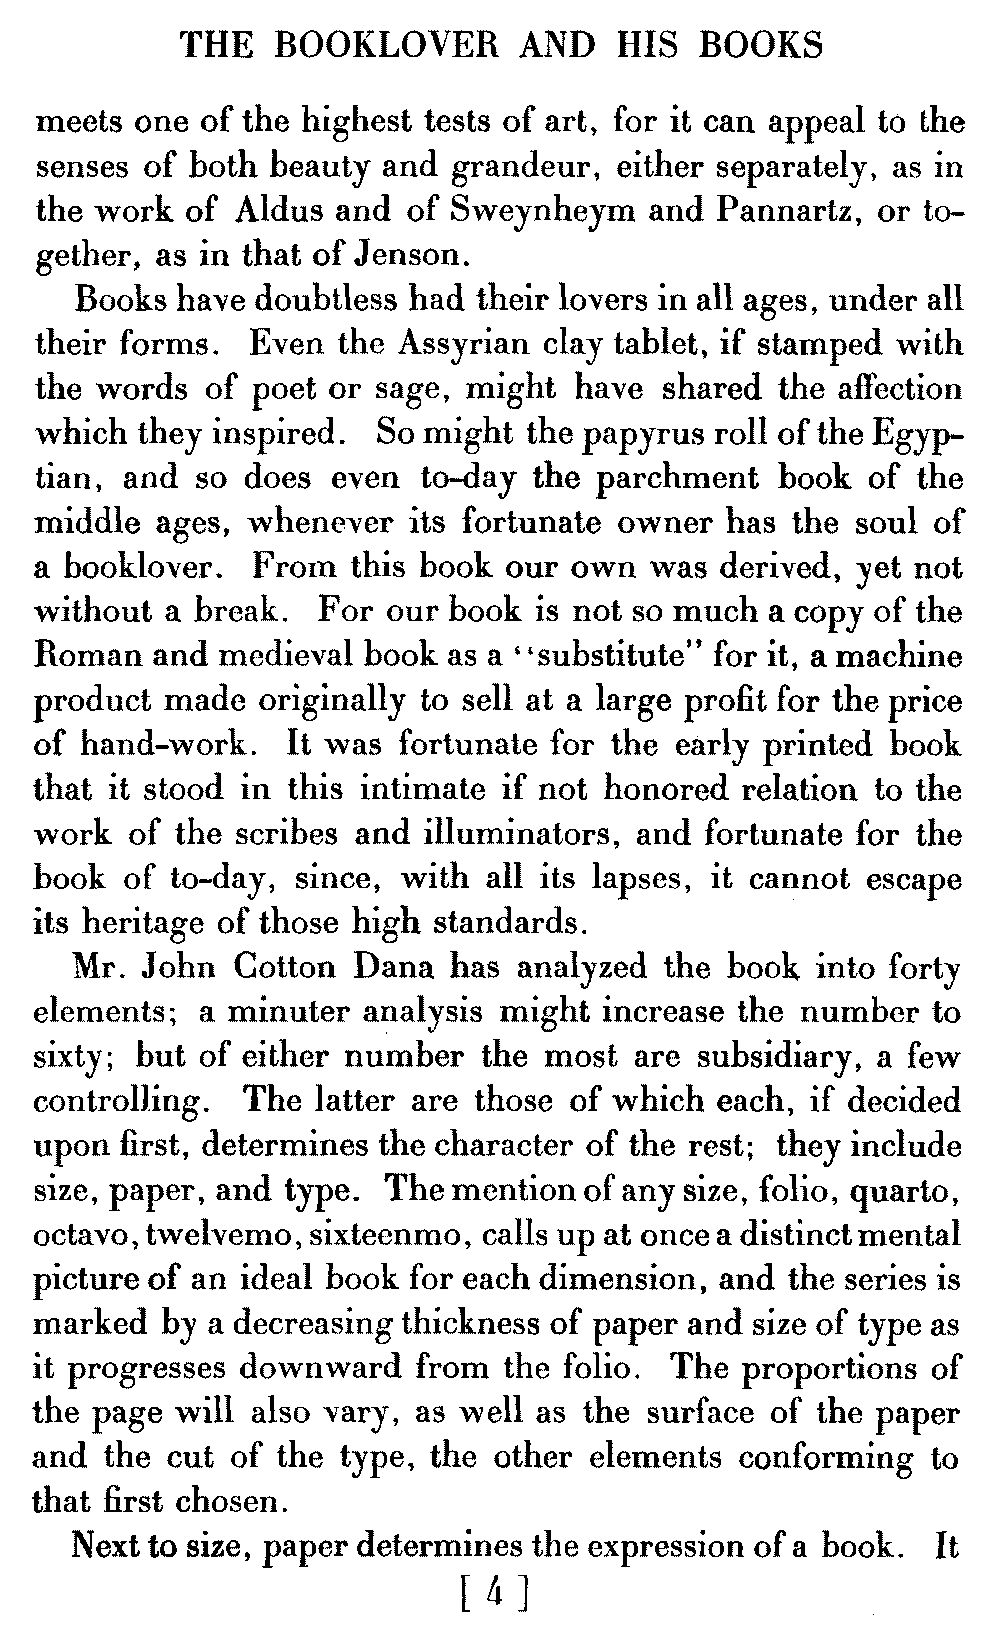 THE BOOKLOVER AND HIS BOOKS
meets one of the highest tests of art, for it can appeal to the
senses of both beauty and grandeur, either separately, as in
the work of Aldus and of Sweynheym and Pannartz, or to-
gether, as in that of Jenson.
Books have doubtless had their lovers in all ages, under all
their forms. Even the Assyrian clay tablet, if stamped with
the words of poet or sage, might have shared the affection
which they inspired. So might the papyrus roll of the Egyp-
tian, and so does even to-day the parchment book of the
middle ages, whenever its fortunate owner has the soul of
a booklover. From this book our own was derived, yet not
without a break. For our book is not so much a copy of the
Roman and medieval book as a "substitute" for it, a machine
product made originally to sell at a large profit for the price
of hand-work. It was fortunate for the early printed book
that it stood in this intimate if not honored relation to the
work of the scribes and illuminators, and fortunate for the
book of to-day, since, with all its lapses, it cannot escape
its heritage of those high standards.
Mr. John Cotton Dana has analyzed the book into forty
elements; a minuter analysis might increase the number to
sixty; but of either number the most are subsidiary, a few
controlling. The latter are those of which each, if decided
upon first, determines the character of the rest; they include
size, paper, and type. The mention of any size, folio, quarto,
octavo, twelvemo, sixteenmo, calls up at once a distinct mental
picture of an ideal book for each dimension, and the series is
marked by a decreasing thickness of paper and size of type as
it progresses downward from the folio. The proportions of
the page will also vary, as well as the surface of the paper
and the cut of the type, the other elements conforming to
that first chosen.
Next to size, paper determines the expression of a book. It
[ 4 ]